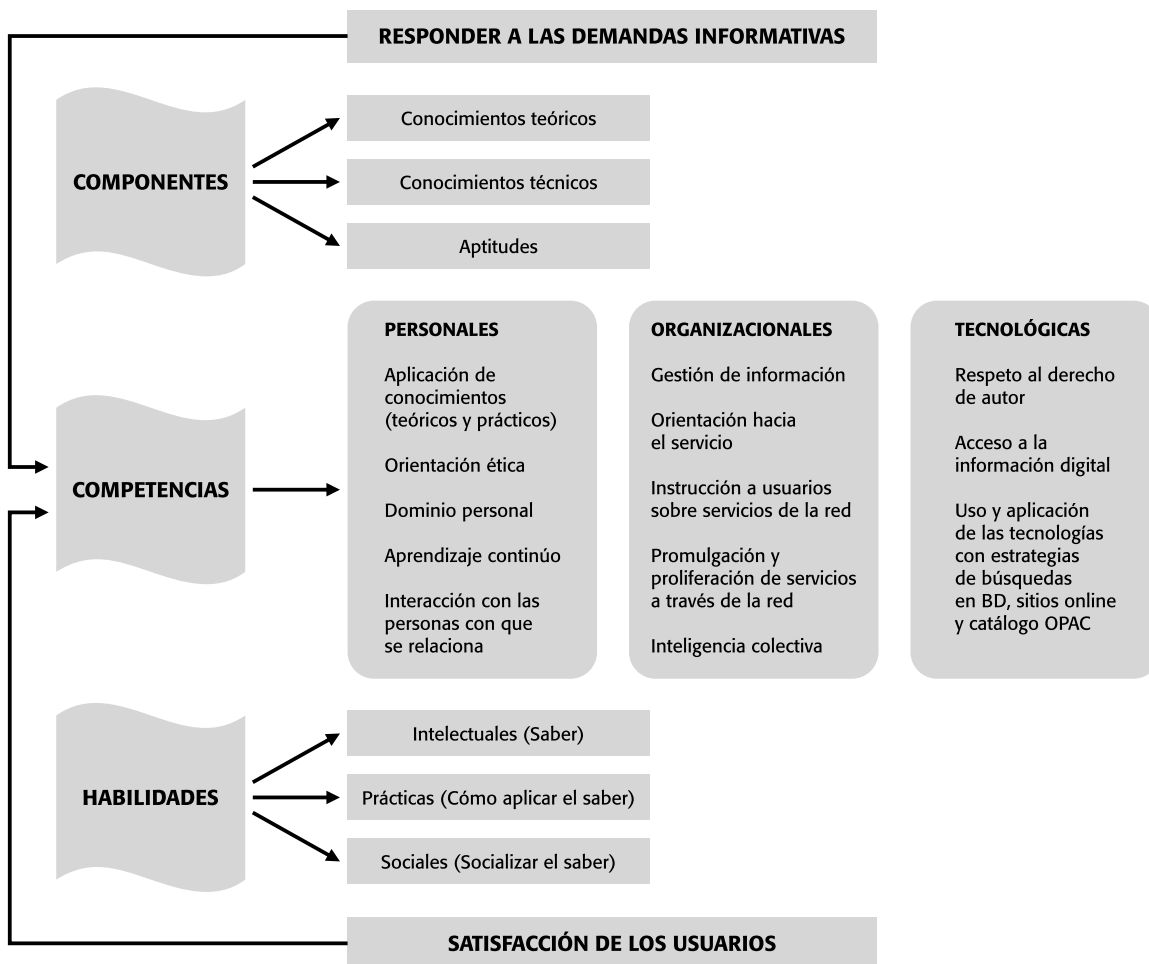 RESPONDER A LAS DEMANDAS INFORMATIVAS
COMPONENTES
Conocimientos teóricos
Conocimientos técnicos
Aptitudes
COMPETENCIAS
PERSONALES
Aplicación de
conocimientos
(teóricos y prácticos)
Orientación ética
Dominio personal
Aprendizaje continúo
Interacción con las
personas con que
se relaciona
ORGANIZACIONALES
Gestión de información
Orientación hacia
el servicio
Instrucción a usuarios
sobre servicios de la red
Promulgación y
proliferación de servicios
a través de la red
Inteligencia colectiva
TECNOLÓGICAS
Respeto al derecho
de autor
Acceso a la
información digital
Uso y aplicación
de las tecnologías
con estrategias
de búsquedas
en BD, sitios online
y catálogo OPAC
HABILIDADES
Intelectuales (Saber)
Prácticas (Cómo aplicar el saber)
Sociales (Socializar el saber)
SATISFACCIÓN DE LOS USUARIOS